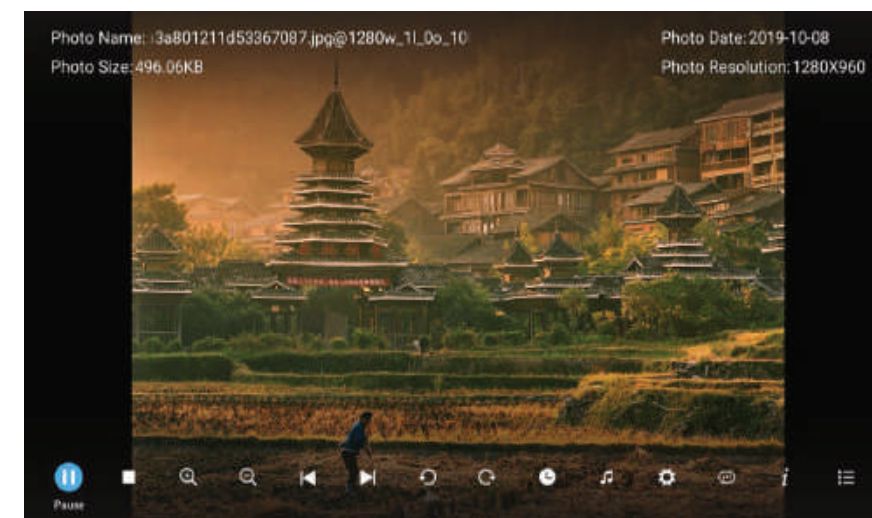 Photo Name: 3a801211d53367087.jpg@1280w_1l_0o_10
Photo Date: 2019-10-08
Photo Size: 496.06KB
Photo Resolution: 1280X960
Pause
i